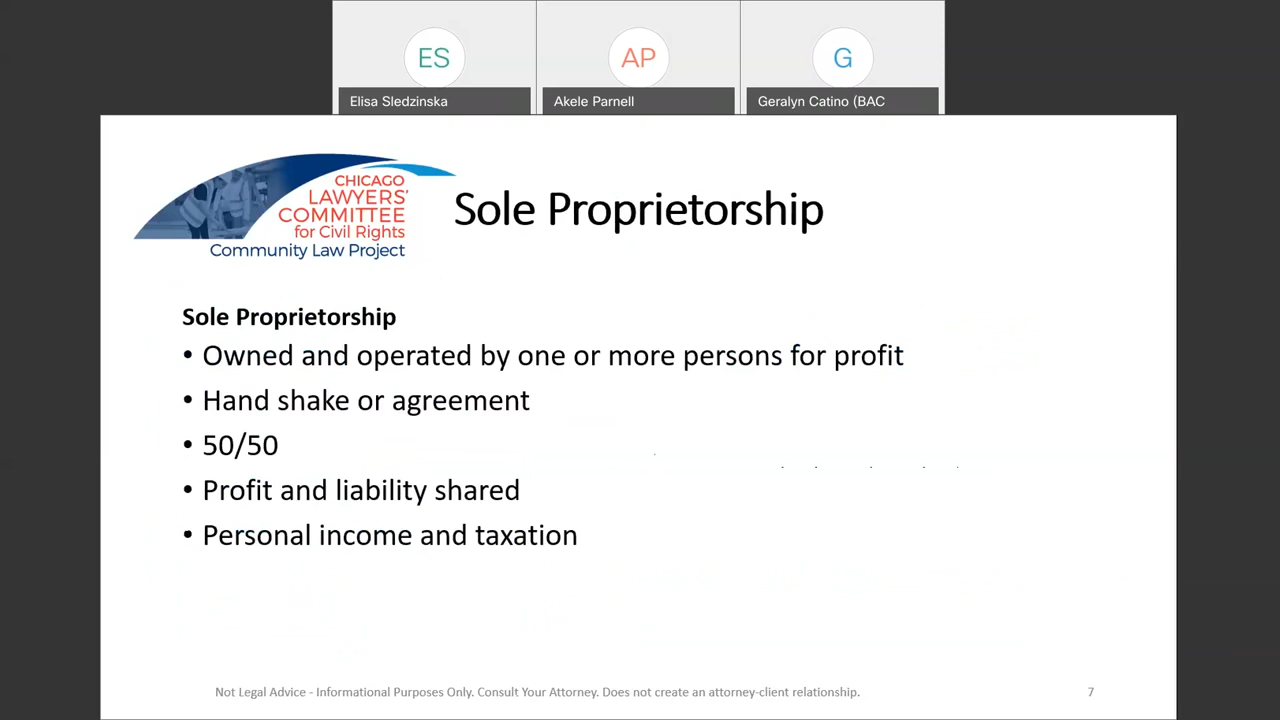 ES
AP
G
Elisa Sledzinska
Akele Parnell
Geralyn Catino (BAC
CHICAGO
LAWYERS'
COMMITTEE
for Civil Rights
Community Law Project
Sole Proprietorship
Sole Proprietorship
• Owned and operated by one or more persons for profit
• Hand shake or agreement
• 50/50
• Profit and liability shared
• Personal income and taxation
Not Legal Advice - Informational Purposes Only. Consult Your Attorney. Does not create an attorney-client relationship.
7